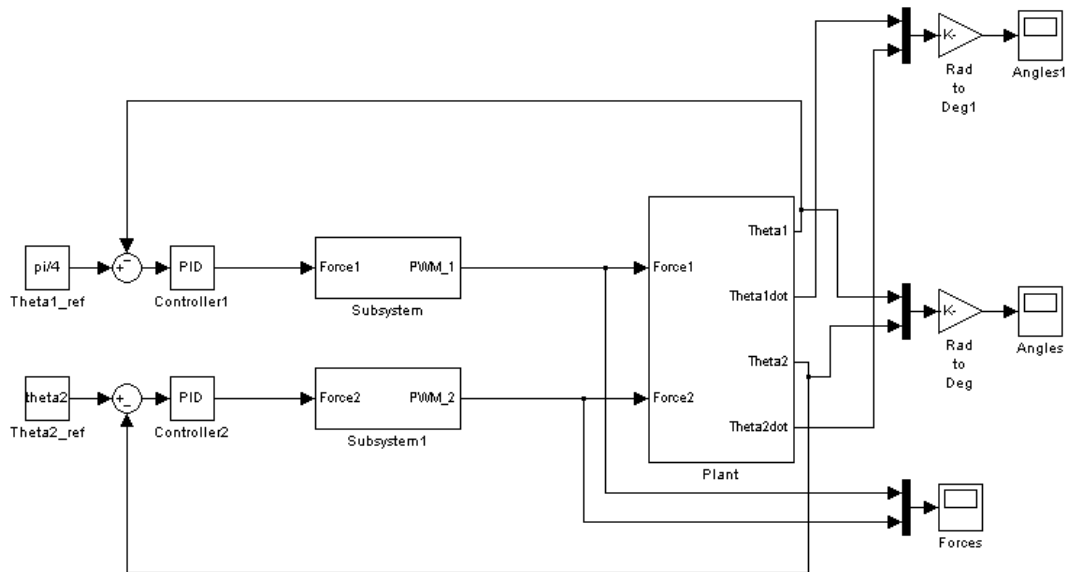 K-
Rad
to
Deg1
Angles1
pi/4
Theta1_ref
+
−
PID
Controller1
Force1
PWM_1
Subsystem
Force1
Theta1
Theta1dot
Theta2
Theta2dot
Force2
Plant
K-
Rad
to
Deg
Angles
theta2
Theta2_ref
+
−
PID
Controller2
Force2
PWM_2
Subsystem1
Forces